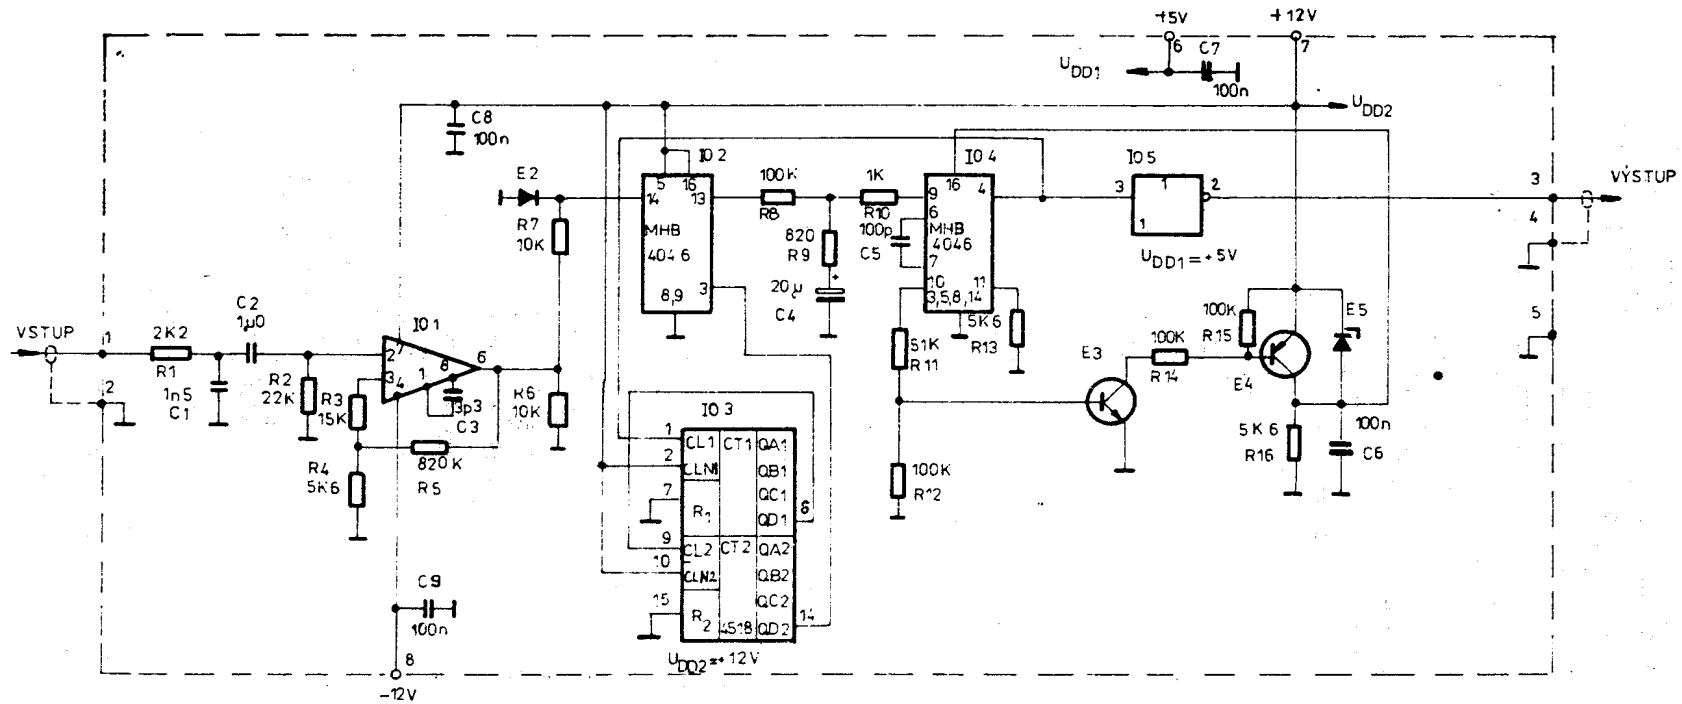 +5V
+12V
6
C7
7
UDD1
100n
UDD2
C8
100n
IO 2
IO 4
IO 5
E2
5
16
100K
1K
16
4
3
1
2
3
VÝSTUP
14
13
R8
R10
9
R7
10K
MHB
4046
820
R9
100p
C5
6
MHB
4046
7
1
4
UDD1=+5V
20µ
+
C4
3
8,9
10
11
3,5,8,14
5K6
R13
C2
1µ0
IO 1
51K
R11
100K
R15
E5
5
VSTUP
1
2K2
R1
2
7
6
8
3
4
1
E3
100K
R14
E4
2
1n5
C1
R2
22K
R3
15K
3p3
C3
R6
10K
IO 3
100n
C6
5K6
R16
820K
R5
R4
5K6
1
CL1
CT1
QA1
2
CLN1
QB1
7
QC1
R1
QD1
6
100K
R12
9
CL2
CT2
QA2
10
CLN2
QB2
15
QC2
R2
4518
QD2
14
UDD2=+12V
C9
100n
8
-12V